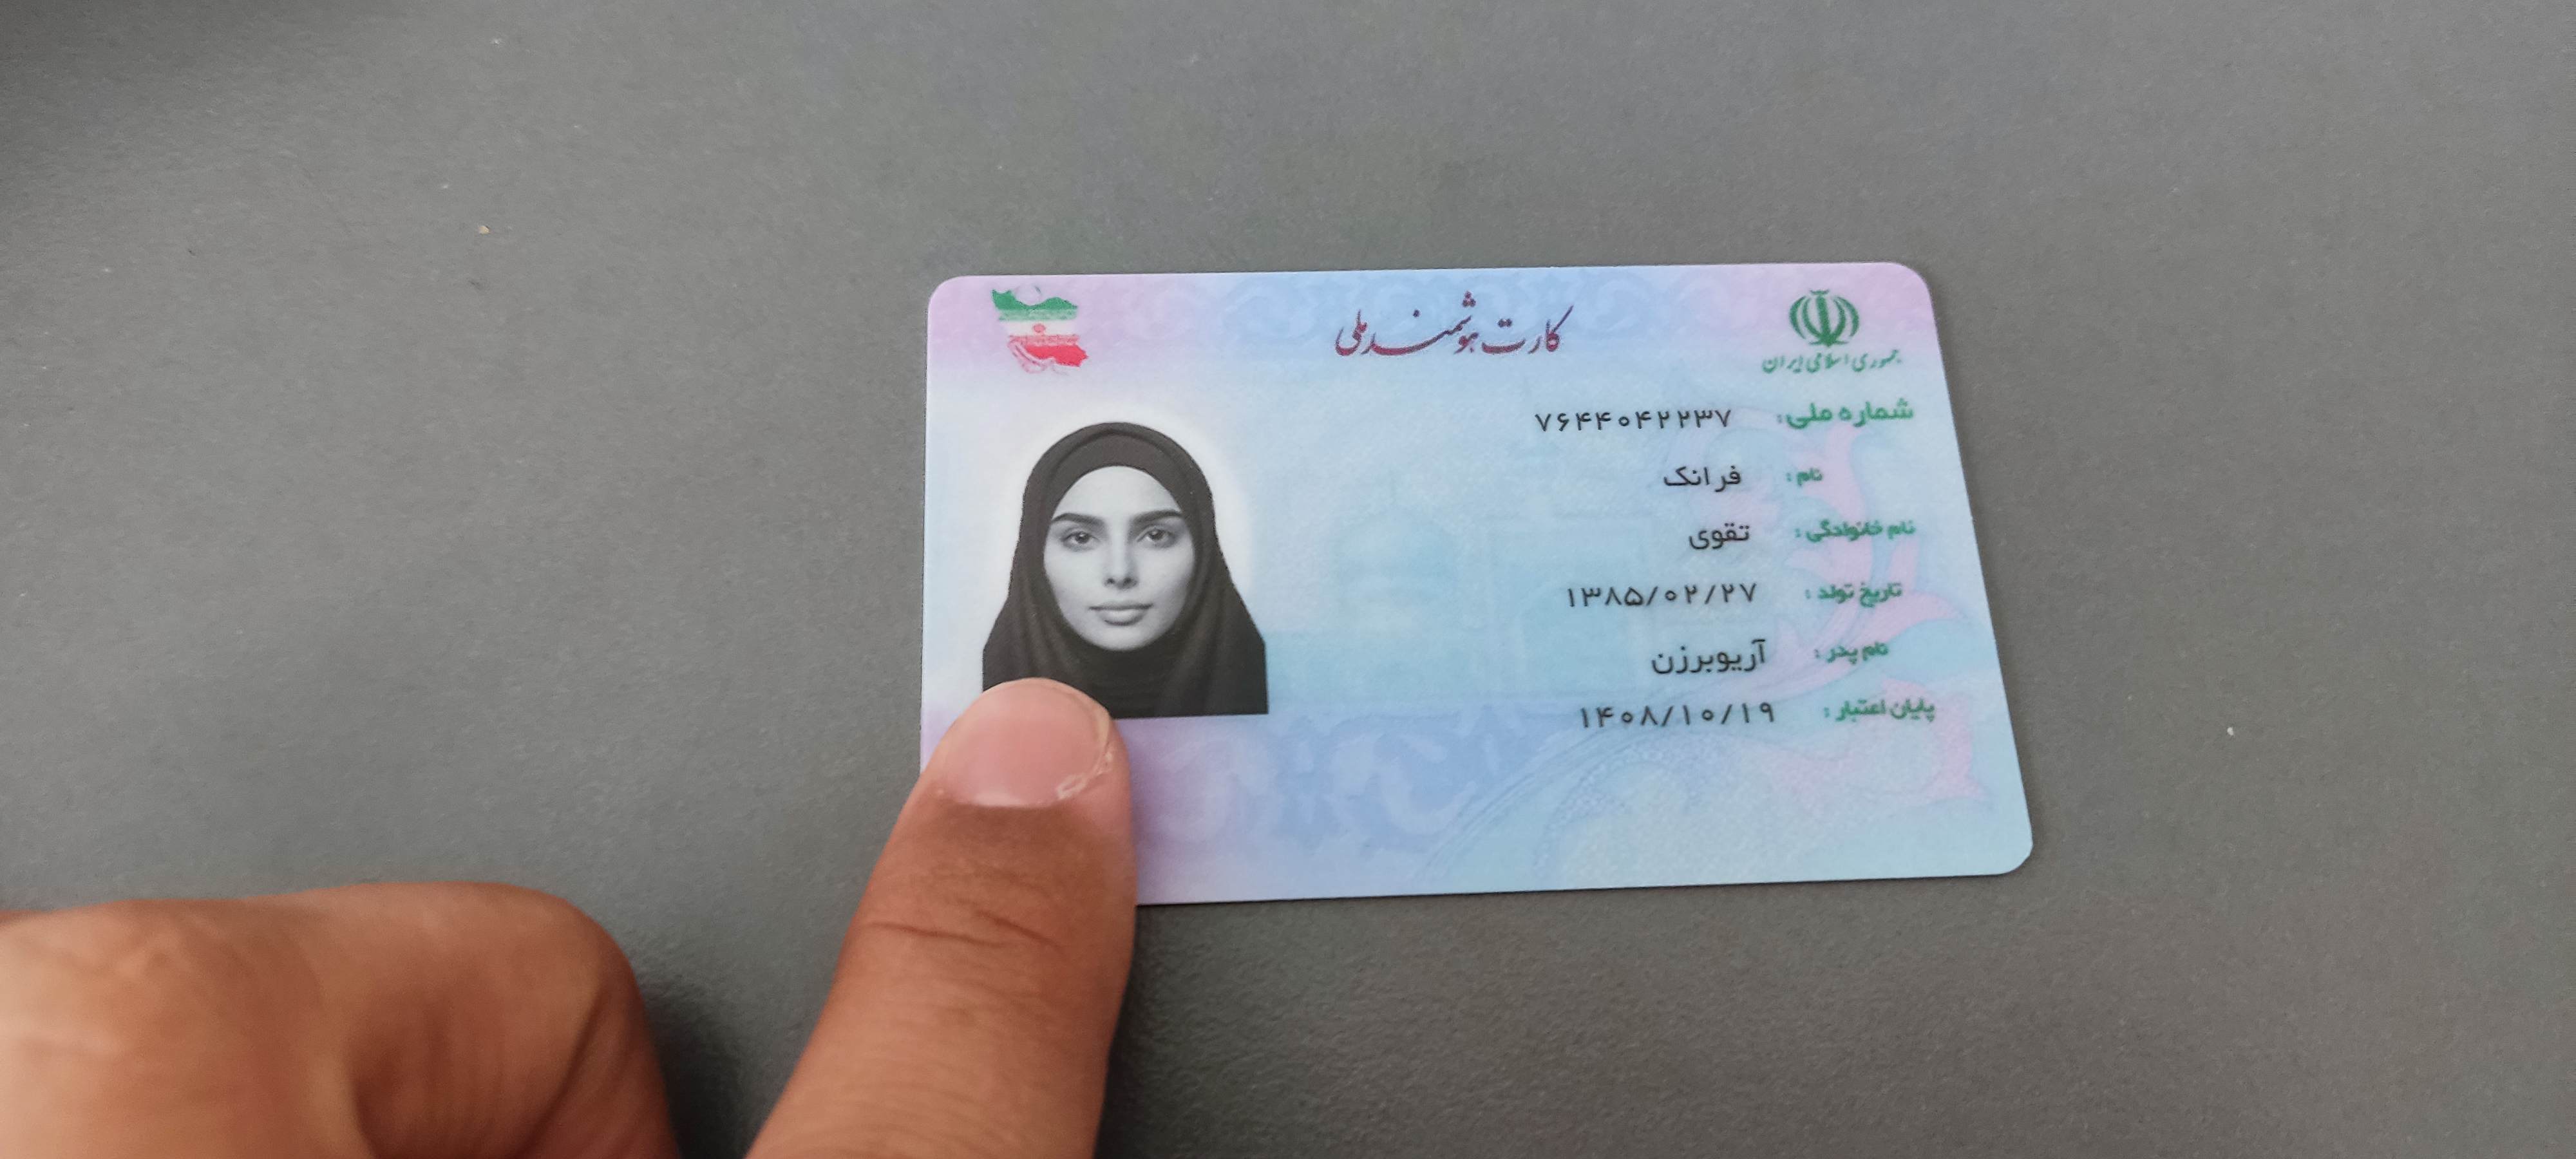 کارت هوشمند ملی
جمهوری اسلامی ایران
شماره ملی: ۷۶۴۴۰۴۲۲۳۷
نام: فرانک
نام خانوادگی: تقوی
تاریخ تولد: ۱۳۸۵/۰۲/۲۷
نام پدر: آریوبرزن
پایان اعتبار: ۱۴۰۸/۱۰/۱۹